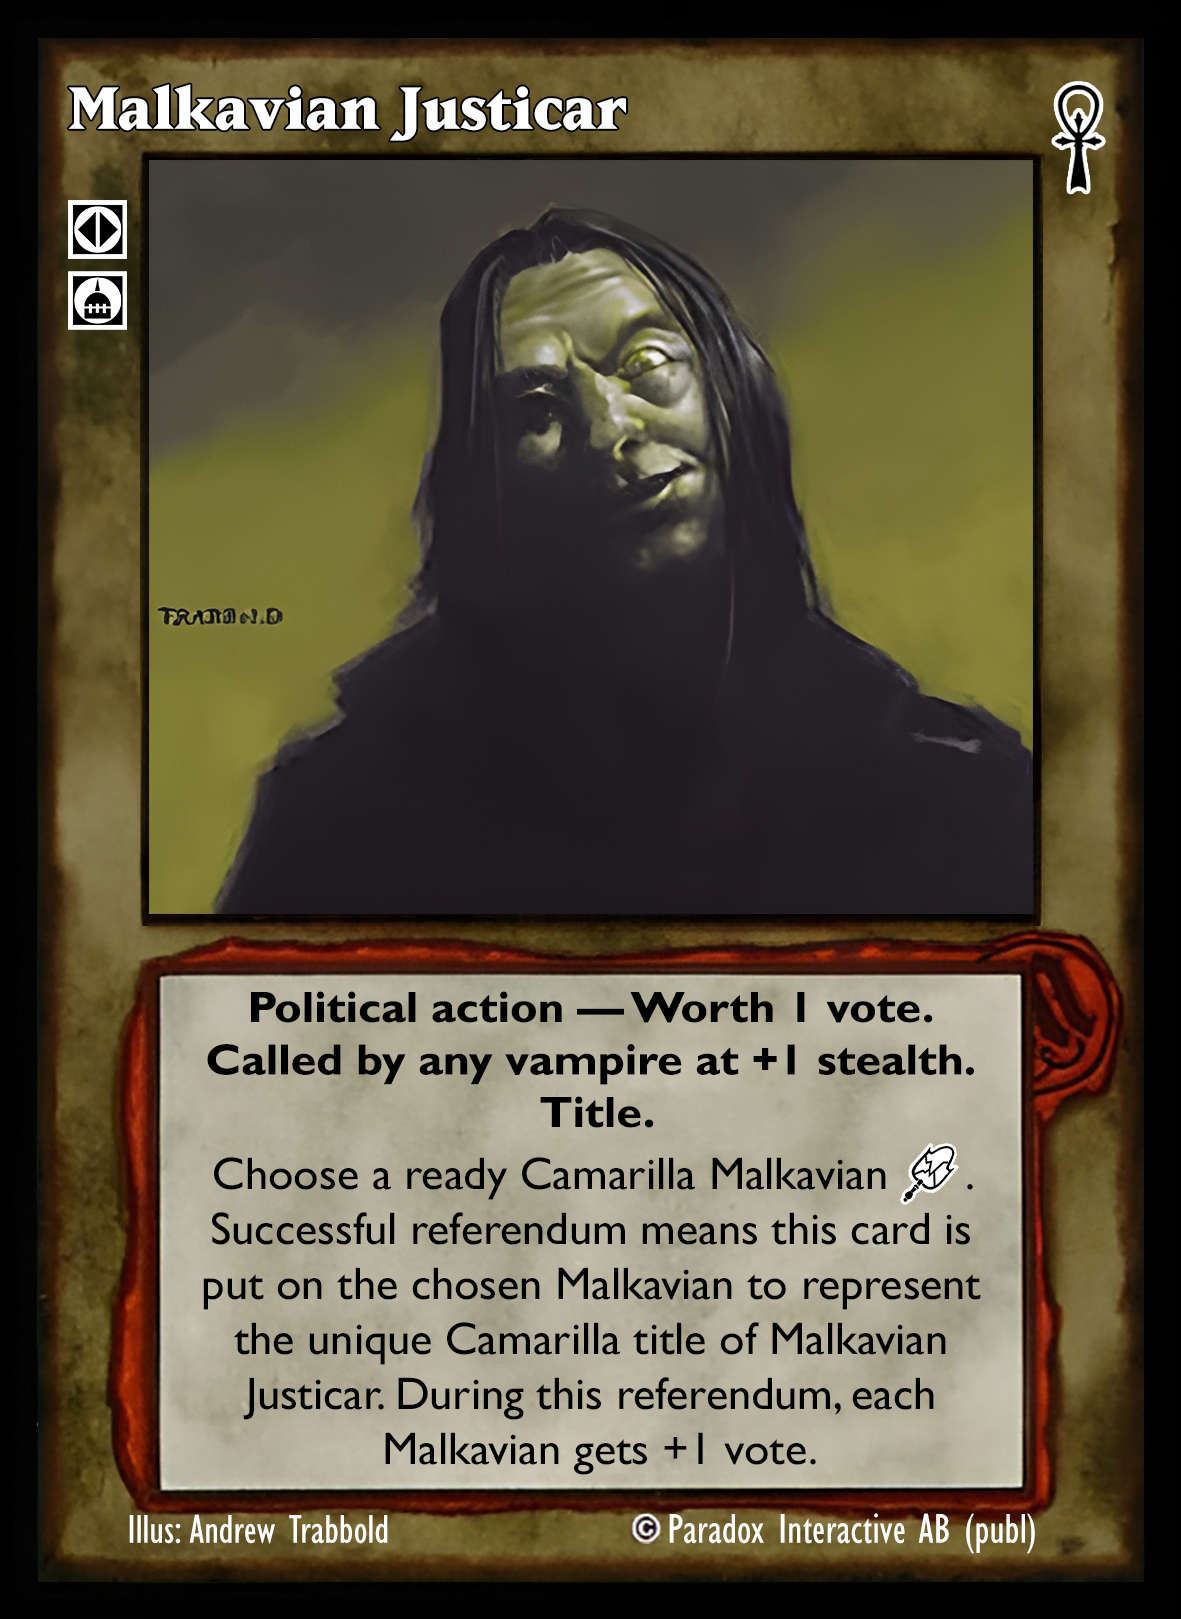 Malkavian Justicar
Political action — Worth 1 vote.
Called by any vampire at +1 stealth.
Title.
Choose a ready Camarilla Malkavian .
Successful referendum means this card is
put on the chosen Malkavian to represent
the unique Camarilla title of Malkavian
Justicar. During this referendum, each
Malkavian gets +1 vote.
Illus: Andrew Trabbold © Paradox Interactive AB (publ)